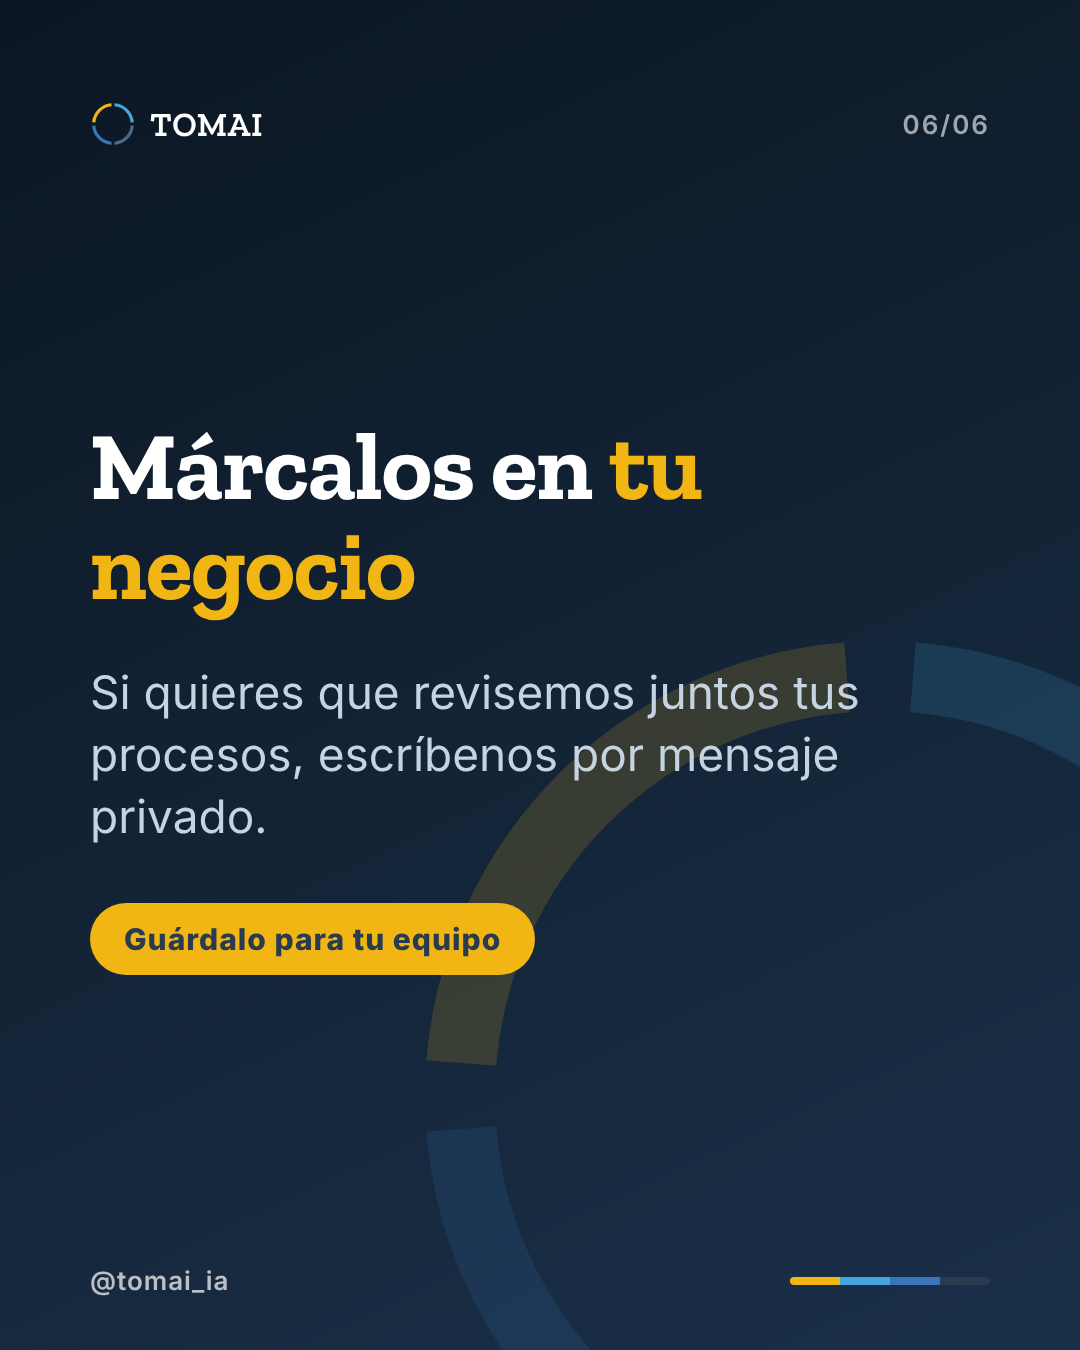 TOMAI
06/06
Márcalos en tu
negocio
Si quieres que revisemos juntos tus
procesos, escríbenos por mensaje
privado.
Guárdalo para tu equipo
@tomai_ia